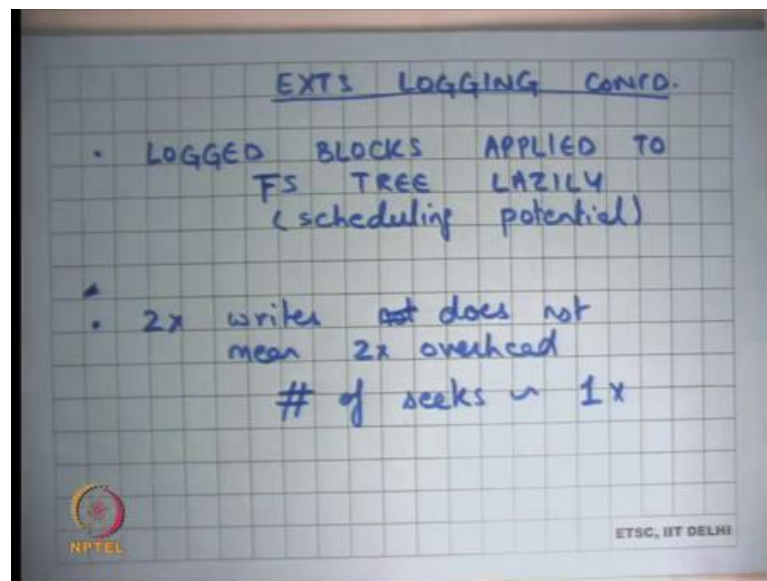 EXT3 LOGGING CONTD.
• LOGGED BLOCKS APPLIED TO
FS TREE LAZILY
(scheduling potential)
• 2x writes does not
mean 2x overhead
# of seeks ~ 1x
NPTEL
ETSC, IIT DELHI